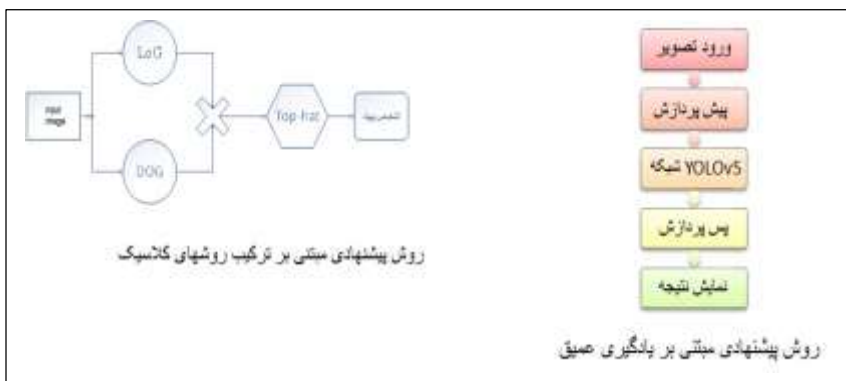 LoG
Input
image
DOG
Top-hat
روش پیشنهادی مبتنی بر ترکیب روشهای کلاسیک
ورود تصویر
پیش پردازش
شبکه YOLOv5
پس پردازش
نمایش نتیجه
روش پیشنهادی مبتنی بر یادگیری عمیق